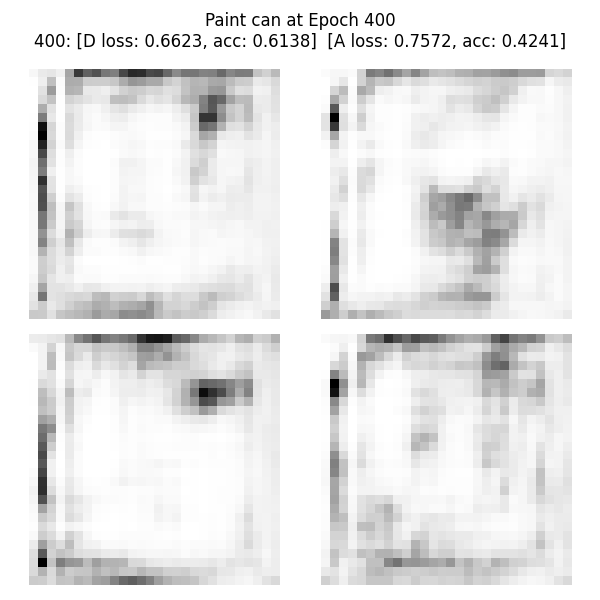 Paint can at Epoch 400
400: [D loss: 0.6623, acc: 0.6138]  [A loss: 0.7572, acc: 0.4241]